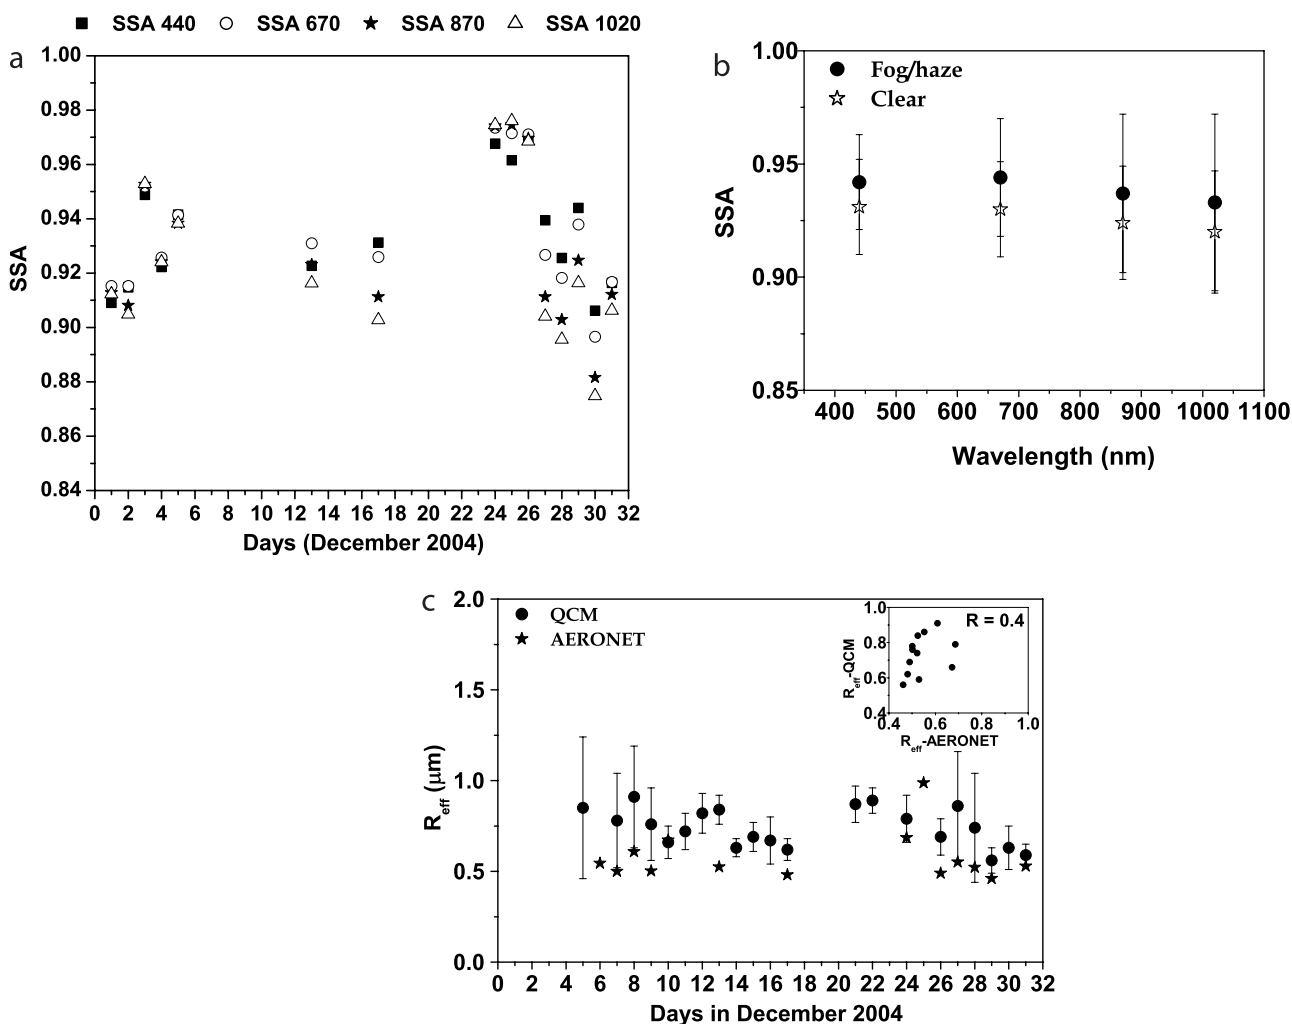 SSA 440 SSA 670 SSA 870 SSA 1020
a
1.00
0.98
0.96
0.94
0.92
0.90
0.88
0.86
0.84
SSA
0 2 4 6 8 10 12 14 16 18 20 22 24 26 28 30 32
Days (December 2004)
b
1.00
0.95
0.90
0.85
SSA
Fog/haze
Clear
400 500 600 700 800 900 1000 1100
Wavelength (nm)
c
2.0
1.5
1.0
0.5
0.0
Reff (μm)
QCM
AERONET
R = 0.4
1.0
0.8
0.6
0.4
Reff-QCM
0.4 0.6 0.8 1.0
Reff-AERONET
0 2 4 6 8 10 12 14 16 18 20 22 24 26 28 30 32
Days in December 2004